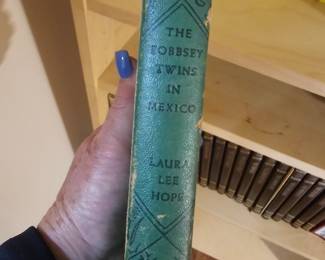 THE
BOBBSEY
TWINS
IN
MEXICO
LAURA
LEE
HOPE